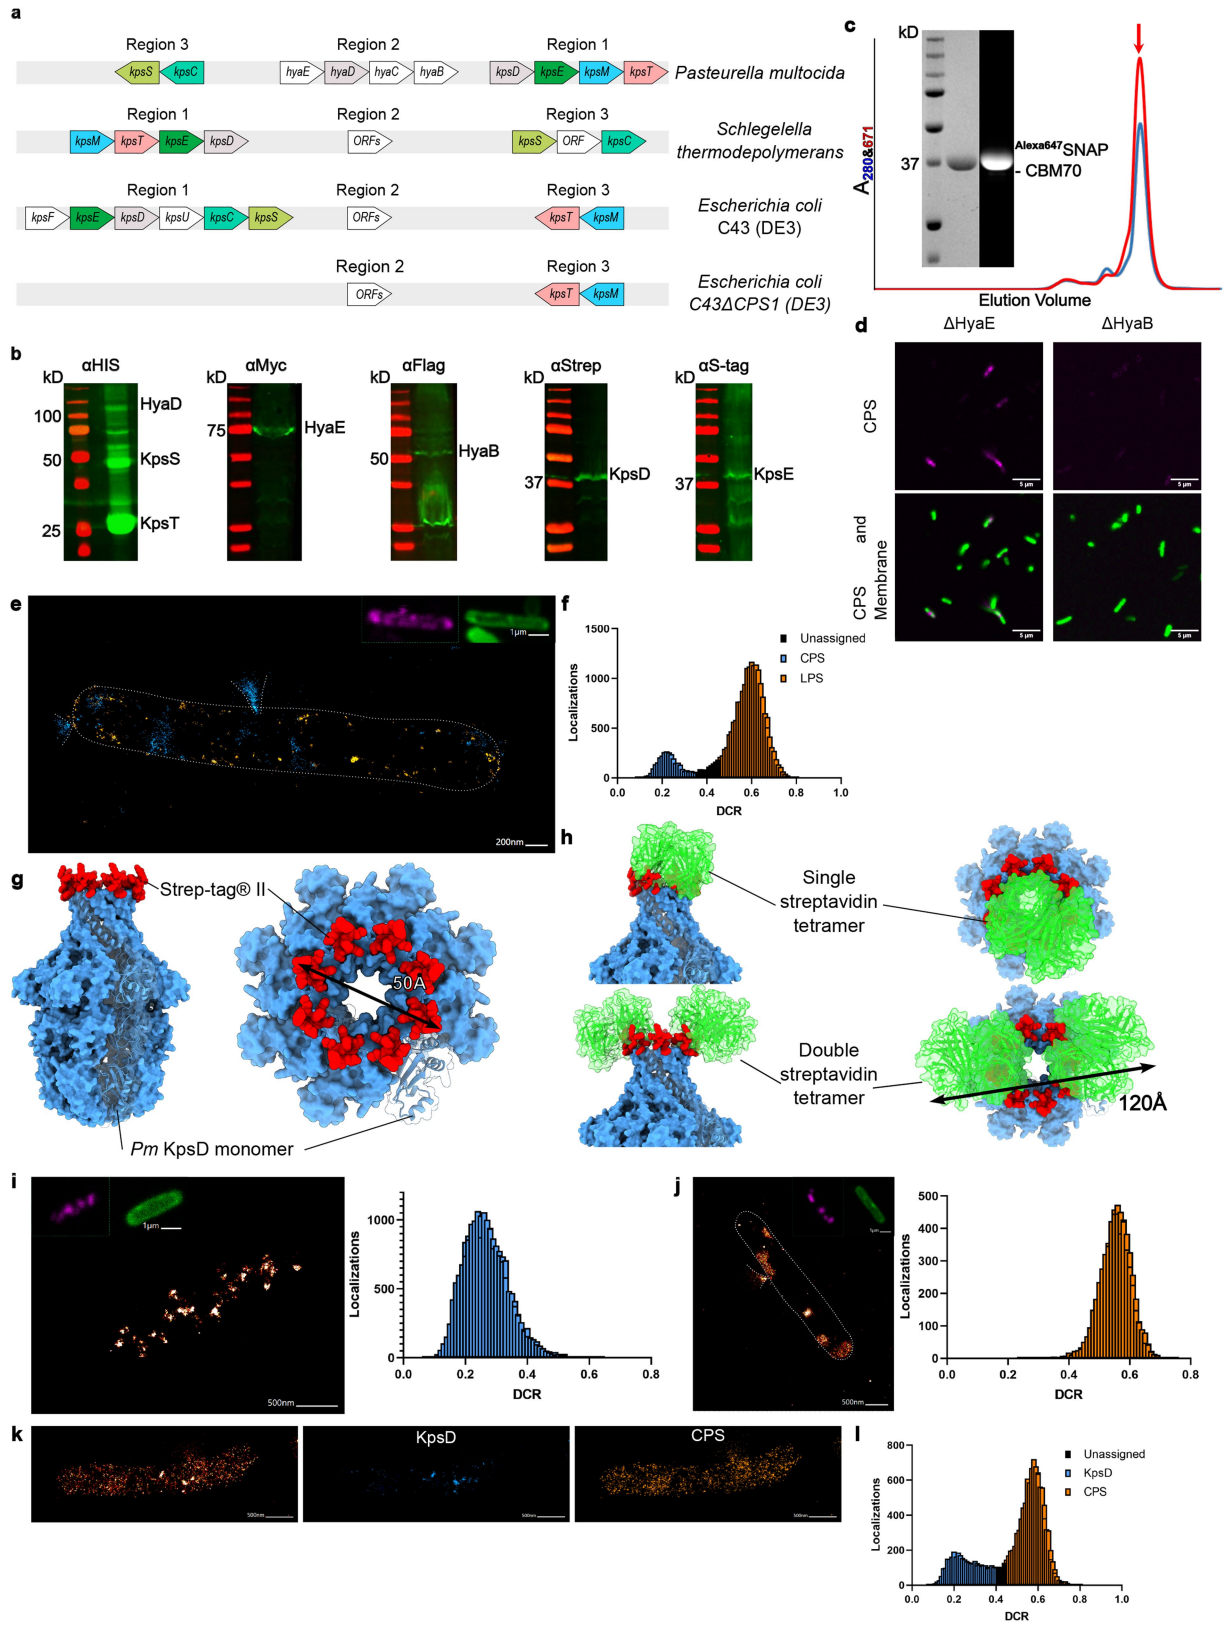 a
Region 3
Region 2
Region 1
kpsS
kpsC
hyaE
hyaD
hyaC
hyaB
kpsD
kpsE
kpsM
kpsT
Pasteurella multocida
Region 1
Region 2
Region 3
kpsM
kpsT
kpsE
kpsD
ORFs
kpsS
ORF
kpsC
Schlegelella
thermodepolymerans
Region 1
Region 2
Region 3
kpsF
kpsE
kpsD
kpsU
kpsC
kpsS
ORFs
kpsT
kpsM
Escherichia coli
C43 (DE3)
Region 2
Region 3
ORFs
kpsT
kpsM
Escherichia coli
C43ΔCPS1 (DE3)
b
αHIS
kD
100
50
25
HyaD
KpsS
KpsT
αMyc
kD
75
HyaE
αFlag
kD
50
HyaB
αStrep
kD
37
KpsD
αS-tag
kD
37
KpsE
c
kD
37
Alexa647SNAP
- CBM70
A280&671
Elution Volume
d
ΔHyaE
ΔHyaB
CPS
5 µm
5 µm
CPS and
Membrane
5 µm
5 µm
e
1µm
200nm
f
1500
1000
500
0
Localizations
Unassigned
CPS
LPS
0.0
0.2
0.4
0.6
0.8
1.0
DCR
g
Strep-tag® II
50Å
Pm KpsD monomer
h
Single
streptavidin
tetramer
Double
streptavidin
tetramer
120Å
i
1µm
500nm
1000
500
0
Localizations
0.0
0.2
0.4
0.6
0.8
DCR
j
1µm
500nm
500
400
300
200
100
0
Localizations
0.0
0.2
0.4
0.6
0.8
DCR
k
500nm
KpsD
500nm
CPS
500nm
l
800
600
400
200
0
Localizations
Unassigned
KpsD
CPS
0.0
0.2
0.4
0.6
0.8
1.0
DCR